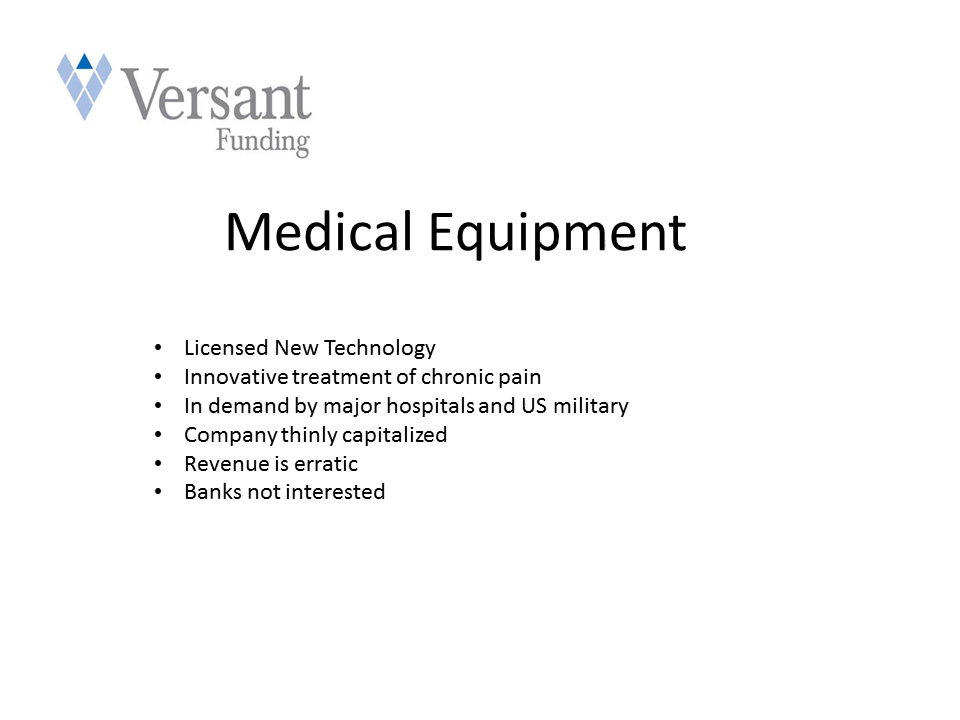 Versant
Funding
Medical Equipment
• Licensed New Technology
• Innovative treatment of chronic pain
• In demand by major hospitals and US military
• Company thinly capitalized
• Revenue is erratic
• Banks not interested